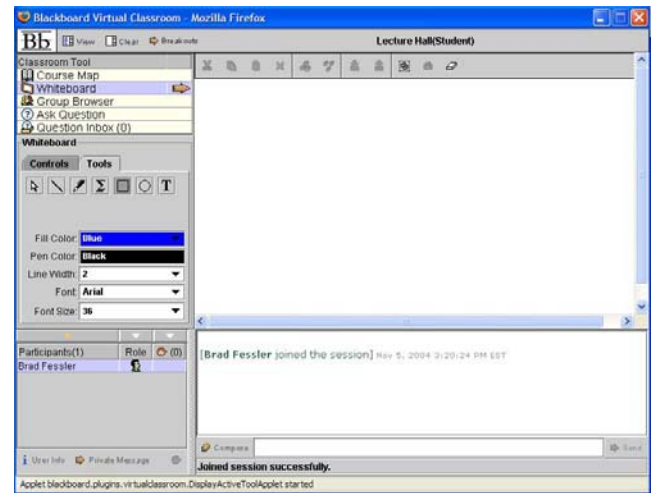 Blackboard Virtual Classroom - Mozilla Firefox
Bb View Clear Breakouts Lecture Hall(Student)
Classroom Tool
Course Map
Whiteboard
Group Browser
Ask Question
Question Inbox (0)
Whiteboard
Controls Tools
Σ T
Fill Color: Blue
Pen Color: Black
Line Width: 2
Font: Arial
Font Size: 36
Participants(1) Role (0)
Brad Fessler
[Brad Fessler joined the session] Nov 5, 2004 3:20:24 PM EST
Compose Send
User Info Private Message
Joined session successfully.
Applet blackboard.plugins.virtualclassroom.DisplayActiveToolApplet started